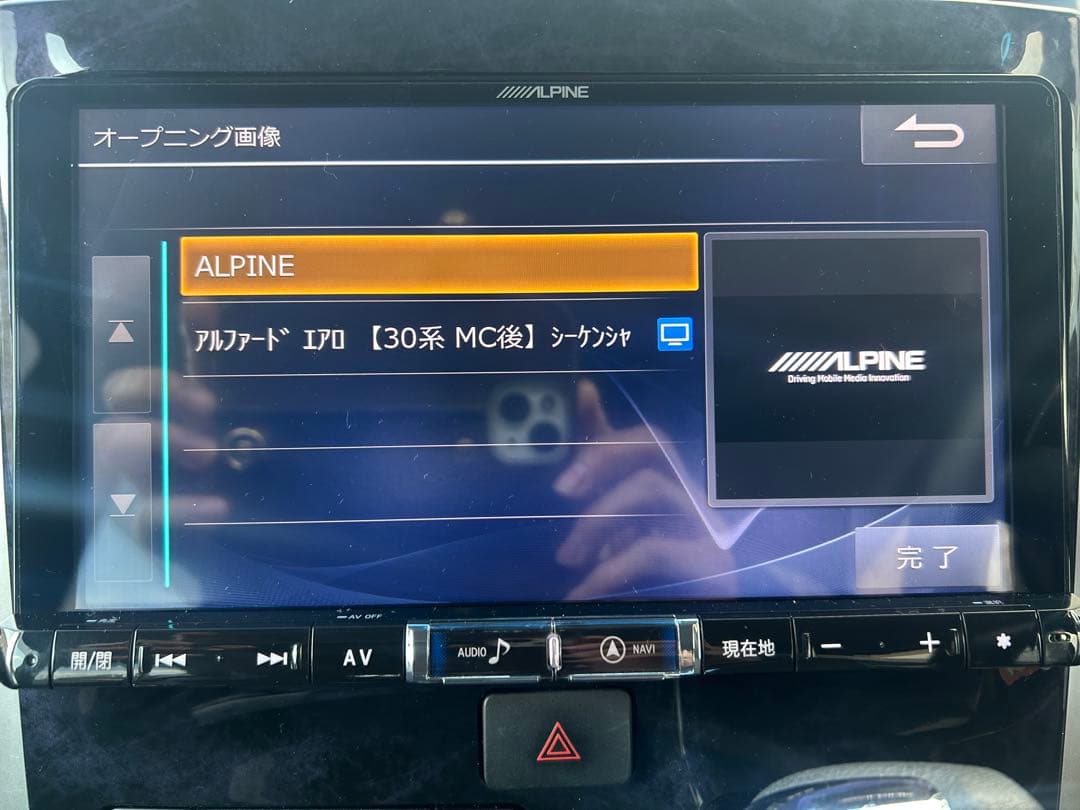 ALPINE
オープニング画像
ALPINE
ｱﾙﾌｧｰﾄﾞ ｴｱﾛ 【30系 MC後】 ｼｰｹﾝｼｬ
ALPINE
Driving Mobile Media Innovation
完了
AV OFF
開/閉
AV
AUDIO
NAVI
現在地
− +
*